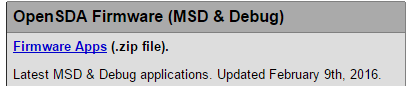 OpenSDA Firmware (MSD & Debug)
Firmware Apps (.zip file).
Latest MSD & Debug applications. Updated February 9th, 2016.